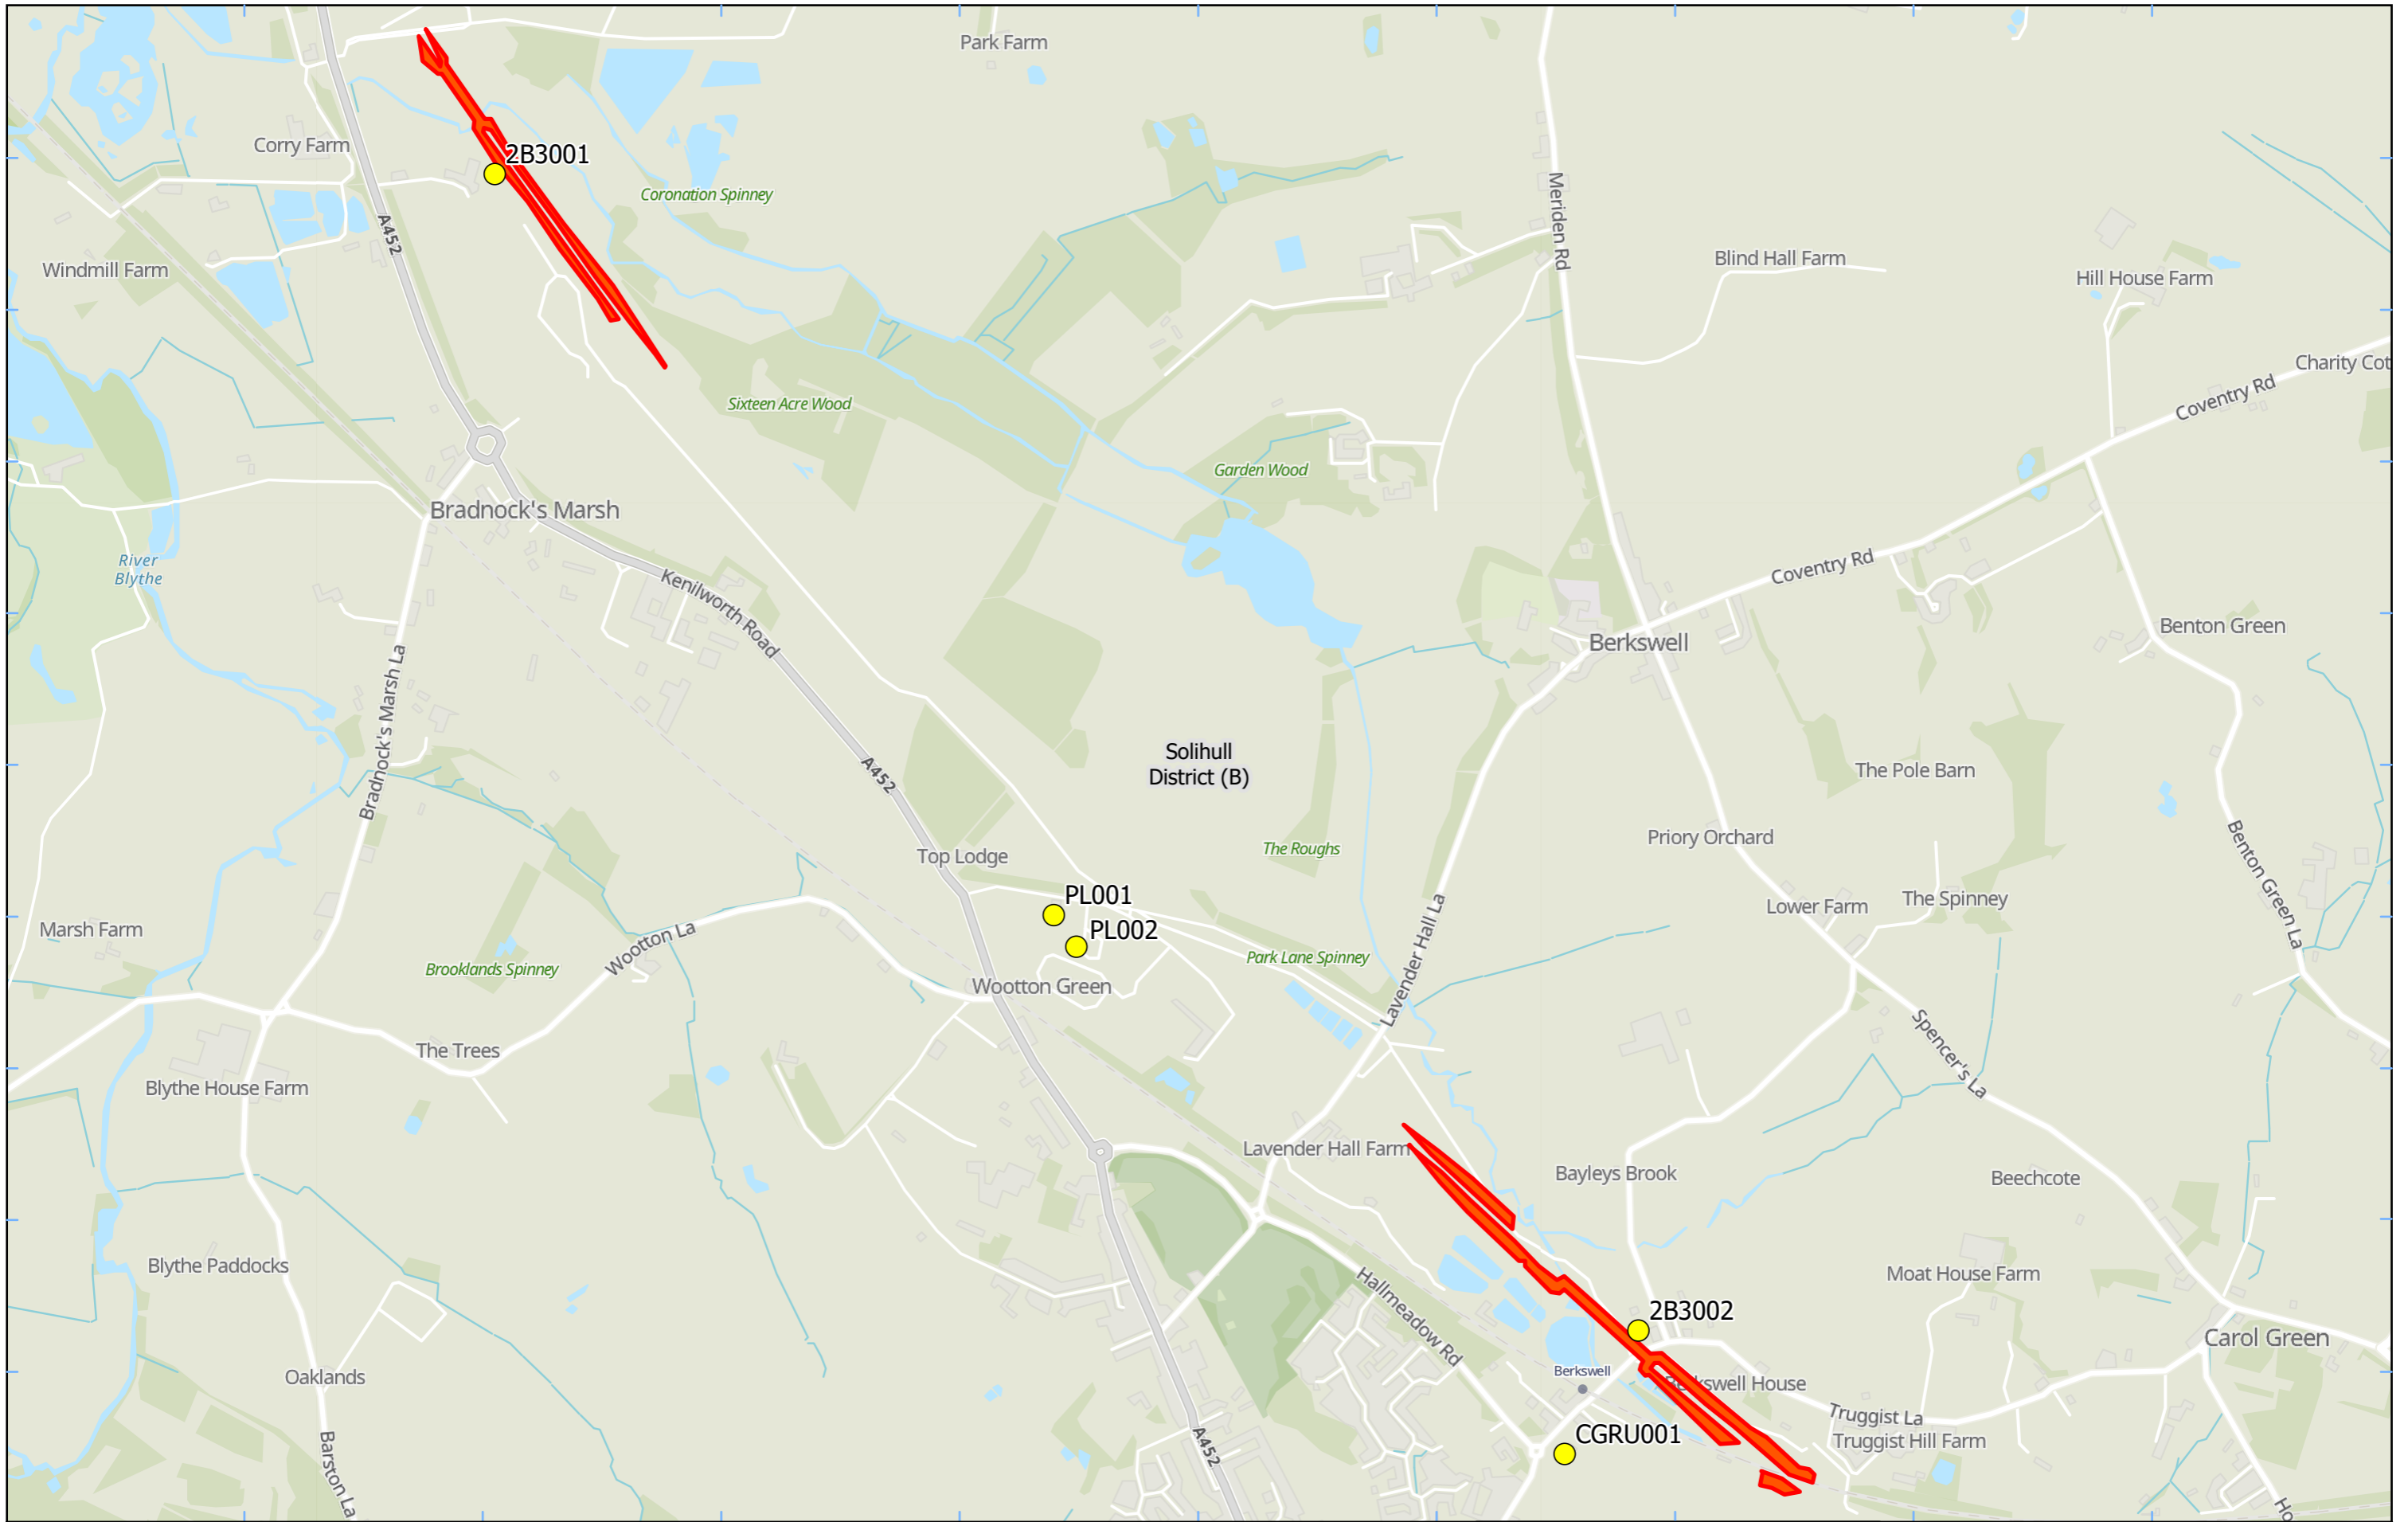 Park Farm
Corry Farm
2B3001
Coronation Spinney
A452
Meriden Rd
Windmill Farm
Blind Hall Farm
Hill House Farm
Charity Cot
Coventry Rd
Sixteen Acre Wood
Garden Wood
Bradnock's Marsh
River
Blythe
Kenilworth Road
Coventry Rd
Berkswell
Benton Green
Bradnock's Marsh La
Solihull
District (B)
A452
The Pole Barn
Priory Orchard
Top Lodge
The Roughs
PL001
PL002
Benton Green La
Lower Farm
The Spinney
Marsh Farm
Wootton La
Brooklands Spinney
Park Lane Spinney
Lavender Hall La
Wootton Green
Spencer's La
The Trees
Blythe House Farm
Lavender Hall Farm
Bayleys Brook
Beechcote
Blythe Paddocks
Moat House Farm
Hallmeadow Rd
2B3002
Carol Green
Oaklands
Berkswell
Berkswell House
Truggist La
Truggist Hill Farm
CGRU001
A452
Barston La
Ho